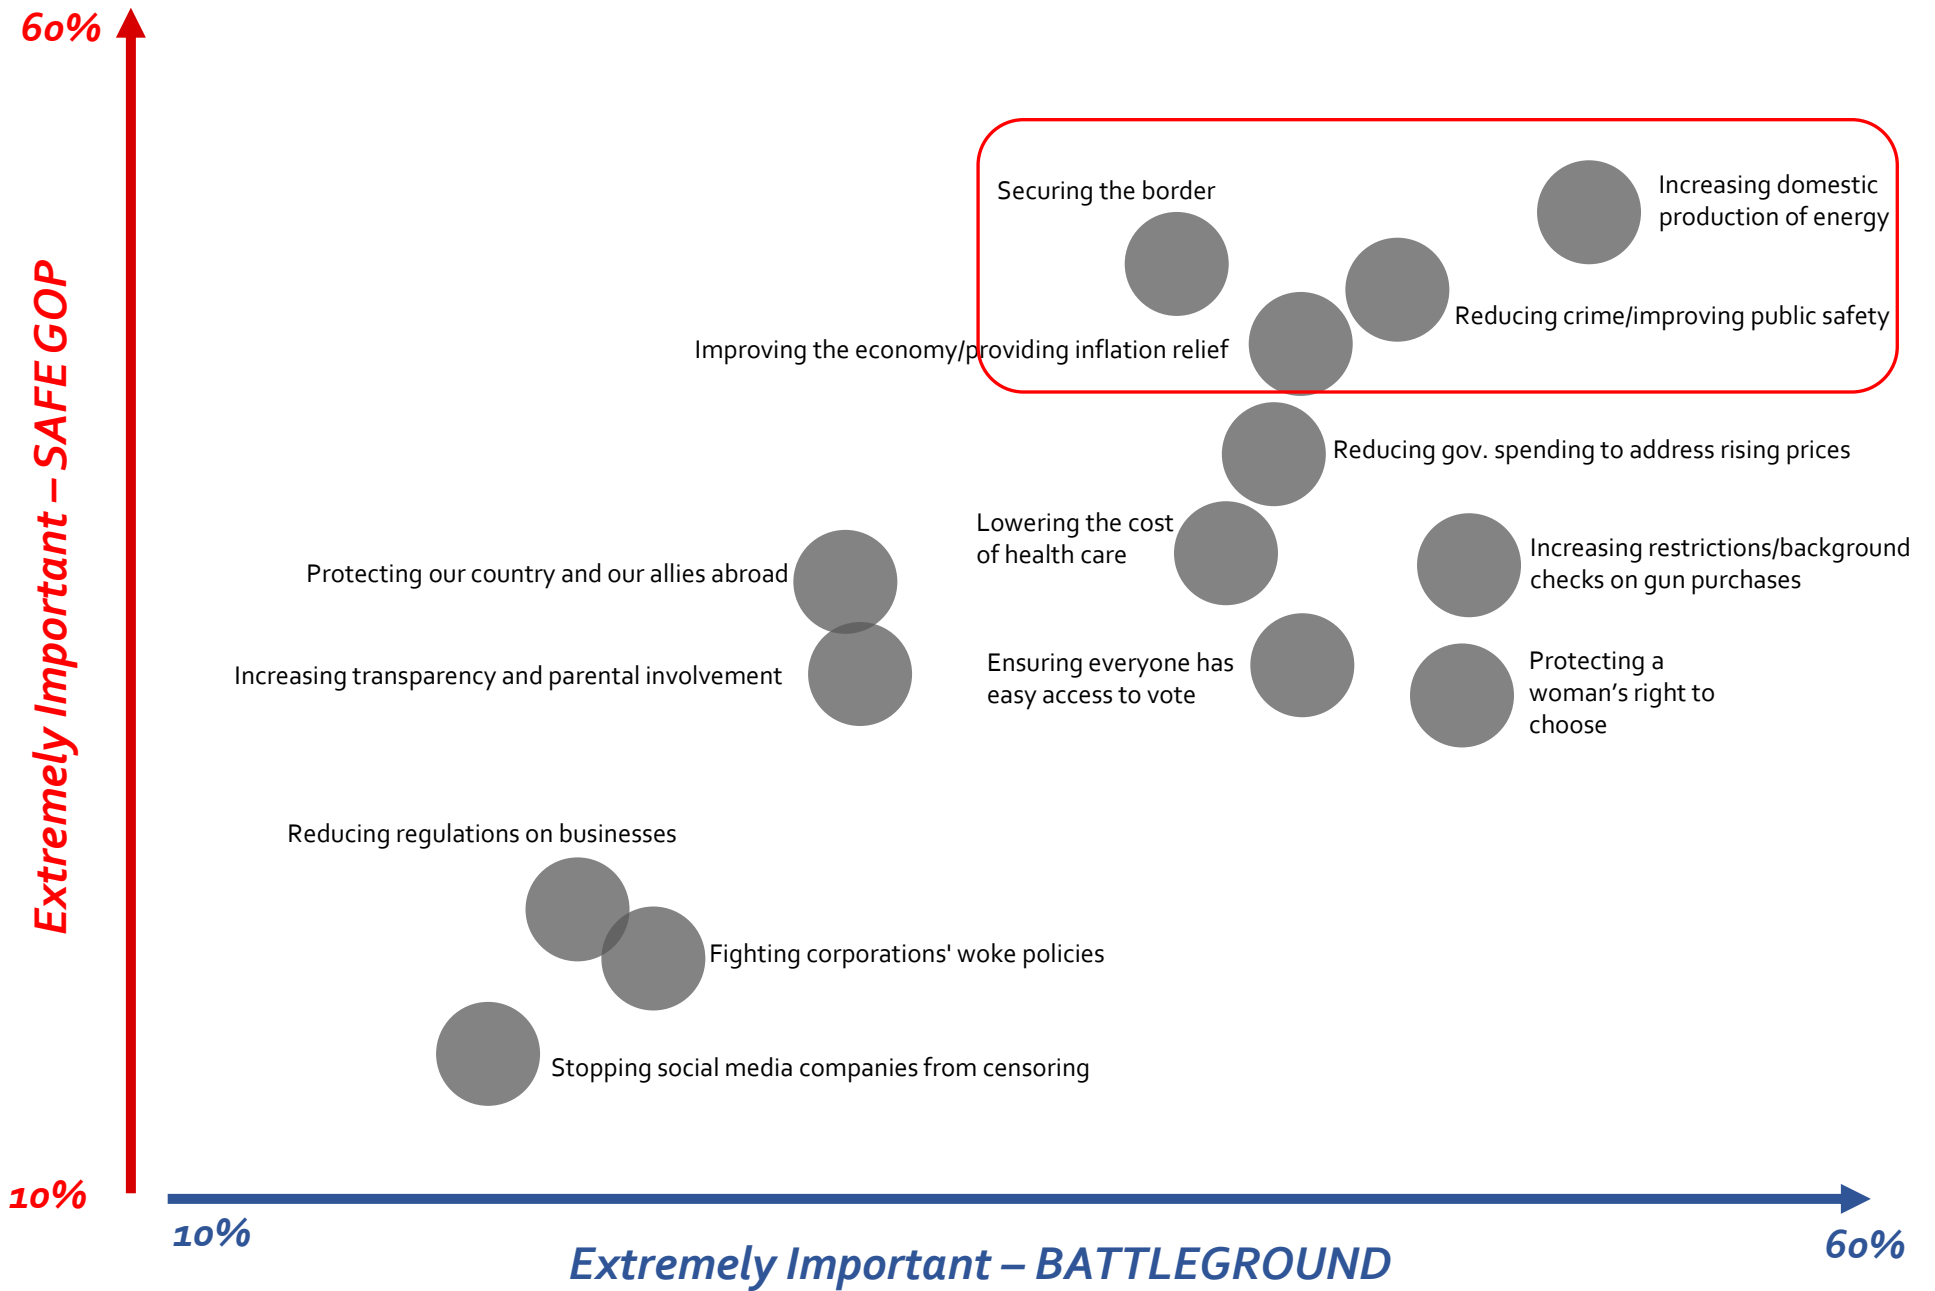 60%
Securing the border
Increasing domestic
production of energy
Reducing crime/improving public safety
Improving the economy/providing inflation relief
Reducing gov. spending to address rising prices
Lowering the cost
of health care
Increasing restrictions/background
checks on gun purchases
Protecting our country and our allies abroad
Ensuring everyone has
easy access to vote
Protecting a
woman’s right to
choose
Increasing transparency and parental involvement
Extremely Important – SAFE GOP
Reducing regulations on businesses
Fighting corporations' woke policies
Stopping social media companies from censoring
10%
10%
60%
Extremely Important – BATTLEGROUND